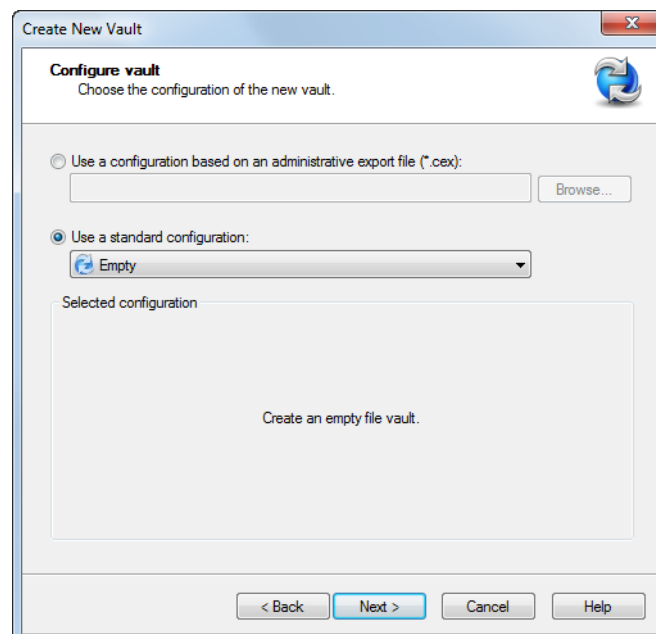 Create New Vault
Configure vault
Choose the configuration of the new vault.
Use a configuration based on an administrative export file (*.cex):
Browse...
Use a standard configuration:
Empty
Selected configuration
Create an empty file vault.
< Back Next > Cancel Help